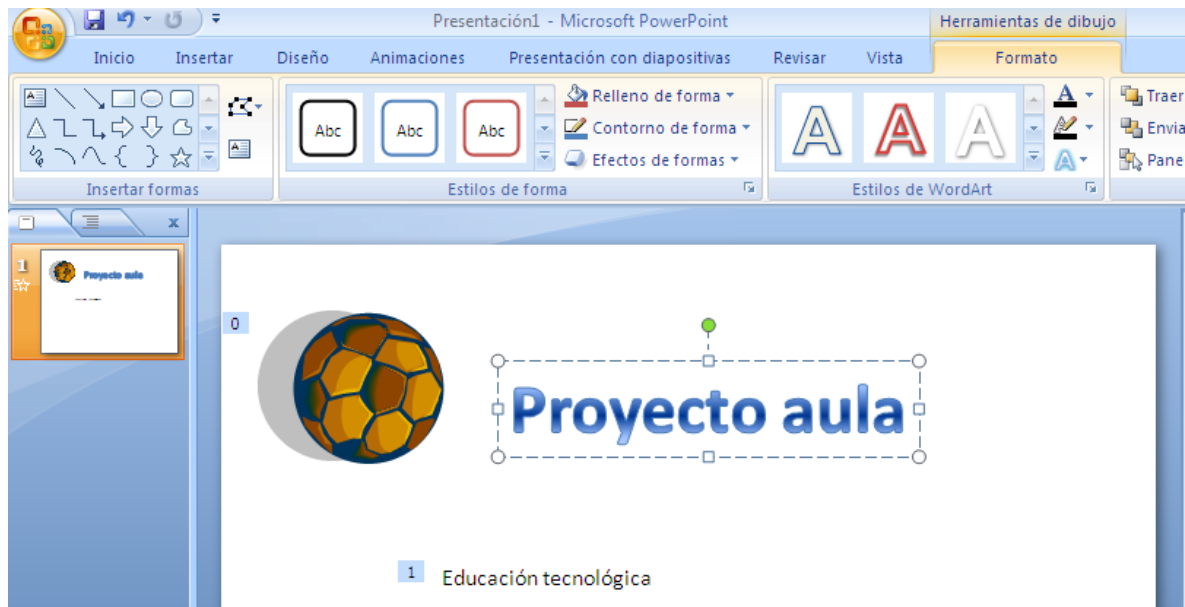 Presentación1 - Microsoft PowerPoint
Herramientas de dibujo
Inicio Insertar Diseño Animaciones Presentación con diapositivas Revisar Vista Formato
Abc Abc Abc
Relleno de forma
Contorno de forma
Efectos de formas
A A A A A
Traer
Envia
Pane
Insertar formas Estilos de forma Estilos de WordArt
1
Proyecto aula
0
Proyecto aula
1 Educación tecnológica